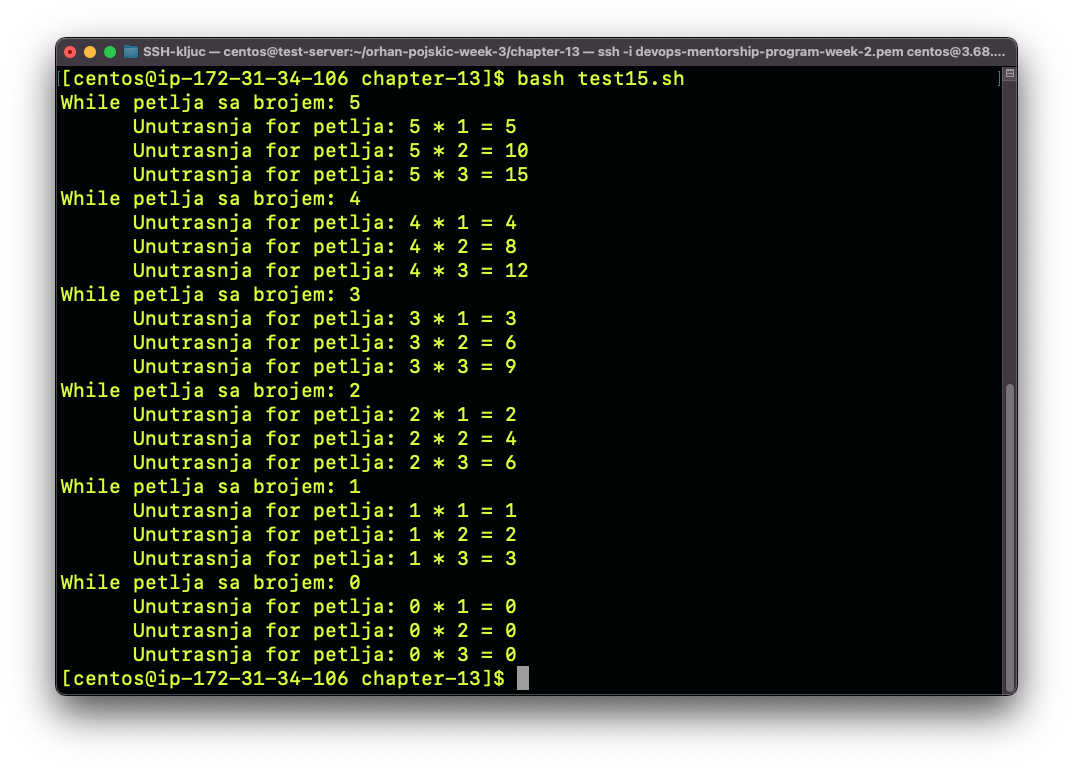 SSH-kljuc — centos@test-server:~/orhan-pojskic-week-3/chapter-13 — ssh -i devops-mentorship-program-week-2.pem centos@3.68....
[centos@ip-172-31-34-106 chapter-13]$ bash test15.sh
While petlja sa brojem: 5
      Unutrasnja for petlja: 5 * 1 = 5
      Unutrasnja for petlja: 5 * 2 = 10
      Unutrasnja for petlja: 5 * 3 = 15
While petlja sa brojem: 4
      Unutrasnja for petlja: 4 * 1 = 4
      Unutrasnja for petlja: 4 * 2 = 8
      Unutrasnja for petlja: 4 * 3 = 12
While petlja sa brojem: 3
      Unutrasnja for petlja: 3 * 1 = 3
      Unutrasnja for petlja: 3 * 2 = 6
      Unutrasnja for petlja: 3 * 3 = 9
While petlja sa brojem: 2
      Unutrasnja for petlja: 2 * 1 = 2
      Unutrasnja for petlja: 2 * 2 = 4
      Unutrasnja for petlja: 2 * 3 = 6
While petlja sa brojem: 1
      Unutrasnja for petlja: 1 * 1 = 1
      Unutrasnja for petlja: 1 * 2 = 2
      Unutrasnja for petlja: 1 * 3 = 3
While petlja sa brojem: 0
      Unutrasnja for petlja: 0 * 1 = 0
      Unutrasnja for petlja: 0 * 2 = 0
      Unutrasnja for petlja: 0 * 3 = 0
[centos@ip-172-31-34-106 chapter-13]$